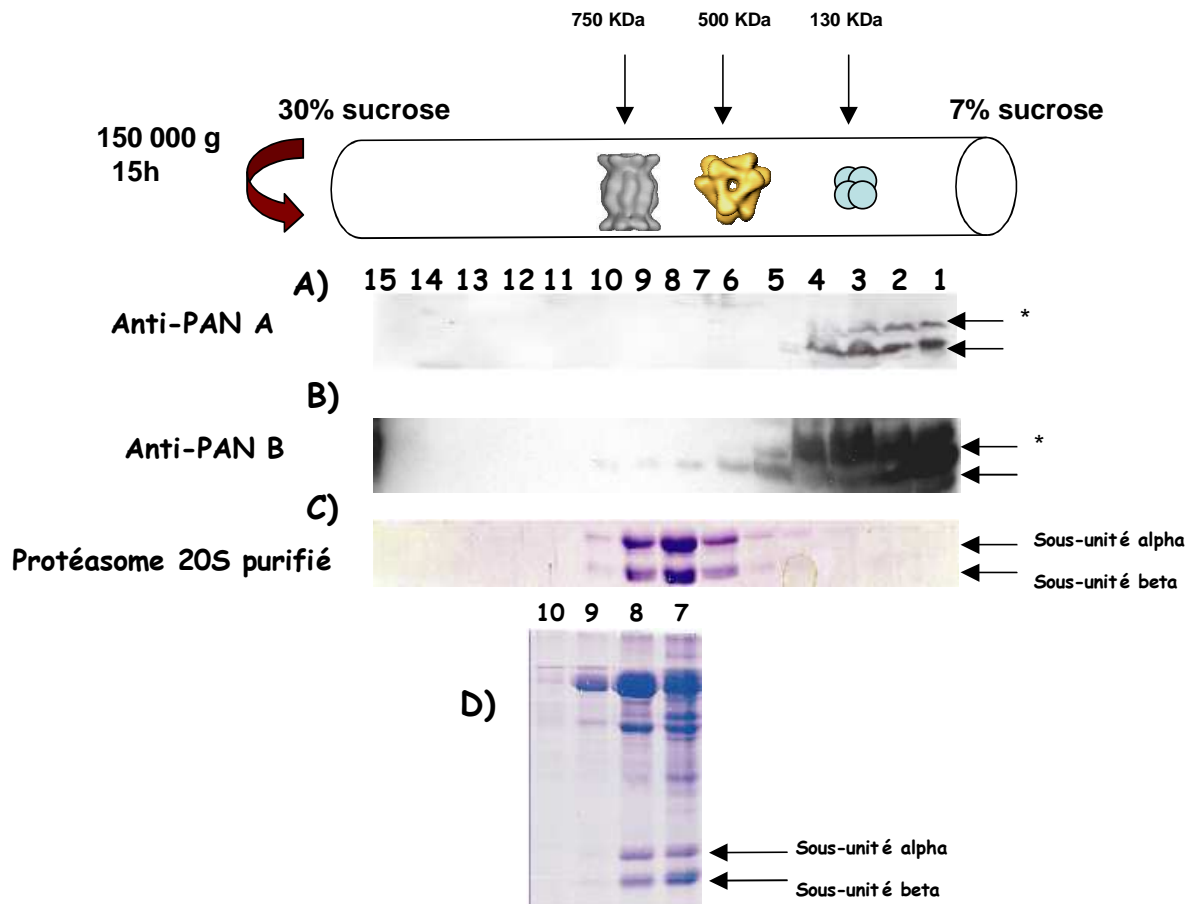 750 KDa 500 KDa 130 KDa
30% sucrose 7% sucrose
150 000 g
15h
A) 15 14 13 12 11 10 9 8 7 6 5 4 3 2 1
Anti-PAN A *
B)
Anti-PAN B *
C)
Protéasome 20S purifié Sous-unité alpha
Sous-unité beta
10 9 8 7
D)
Sous-unité alpha
Sous-unité beta